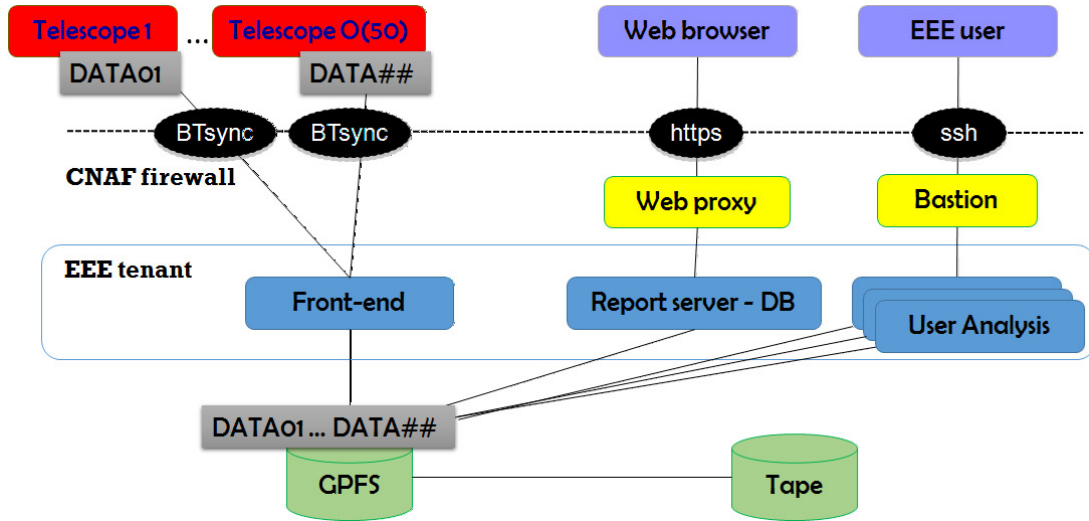 Telescope 1
...
Telescope O(50)
Web browser
EEE user
DATA01
DATA##
BTsync
BTsync
https
ssh
CNAF firewall
Web proxy
Bastion
EEE tenant
Front-end
Report server - DB
User Analysis
DATA01 ... DATA##
GPFS
Tape